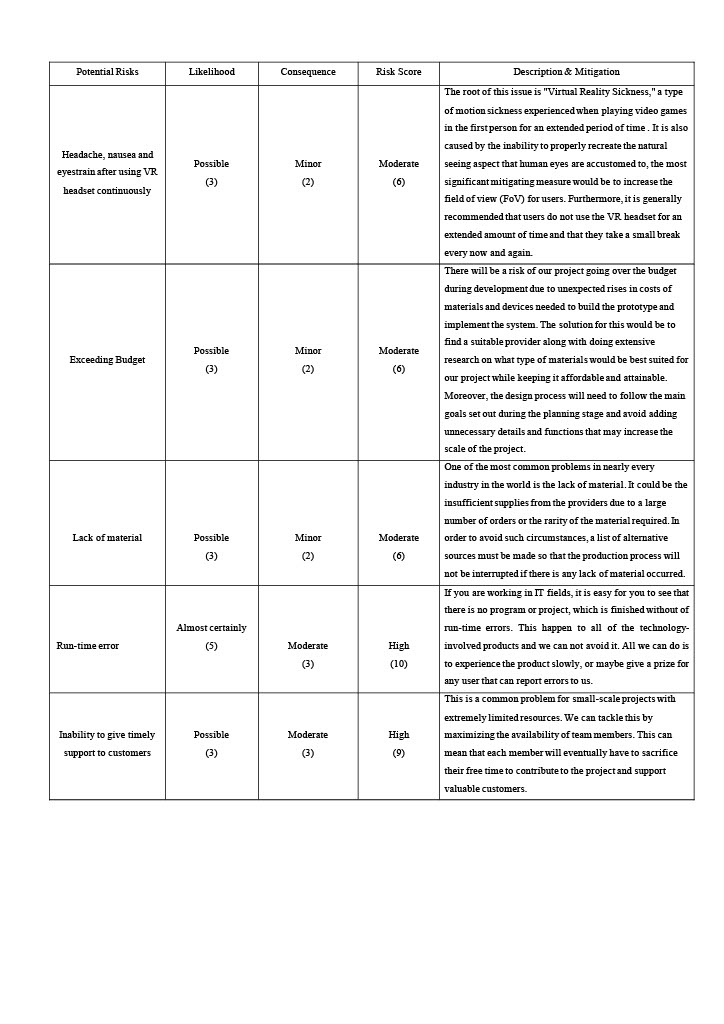 Potential Risks Likelihood Consequence Risk Score Description & Mitigation
Headache, nausea and
eyestrain after using VR
headset continuously
Possible
(3)
Minor
(2)
Moderate
(6)
The root of this issue is "Virtual Reality Sickness," a type
of motion sickness experienced when playing video games
in the first person for an extended period of time . It is also
caused by the inability to properly recreate the natural
seeing aspect that human eyes are accustomed to, the most
significant mitigating measure would be to increase the
field of view (FoV) for users. Furthermore, it is generally
recommended that users do not use the VR headset for an
extended amount of time and that they take a small break
every now and again.
Exceeding Budget
Possible
(3)
Minor
(2)
Moderate
(6)
There will be a risk of our project going over the budget
during development due to unexpected rises in costs of
materials and devices needed to build the prototype and
implement the system. The solution for this would be to
find a suitable provider along with doing extensive
research on what type of materials would be best suited for
our project while keeping it affordable and attainable.
Moreover, the design process will need to follow the main
goals set out during the planning stage and avoid adding
unnecessary details and functions that may increase the
scale of the project.
Lack of material
Possible
(3)
Minor
(2)
Moderate
(6)
One of the most common problems in nearly every
industry in the world is the lack of material. It could be the
insufficient supplies from the providers due to a large
number of orders or the rarity of the material required. In
order to avoid such circumstances, a list of alternative
sources must be made so that the production process will
not be interrupted if there is any lack of material occurred.
Run-time error
Almost certainly
(5)
Moderate
(3)
High
(10)
If you are working in IT fields, it is easy for you to see that
there is no program or project, which is finished without of
run-time errors. This happen to all of the technology-
involved products and we can not avoid it. All we can do is
to experience the product slowly, or maybe give a prize for
any user that can report errors to us.
Inability to give timely
support to customers
Possible
(3)
Moderate
(3)
High
(9)
This is a common problem for small-scale projects with
extremely limited resources. We can tackle this by
maximizing the availability of team members. This can
mean that each member will eventually have to sacrifice
their free time to contribute to the project and support
valuable customers.